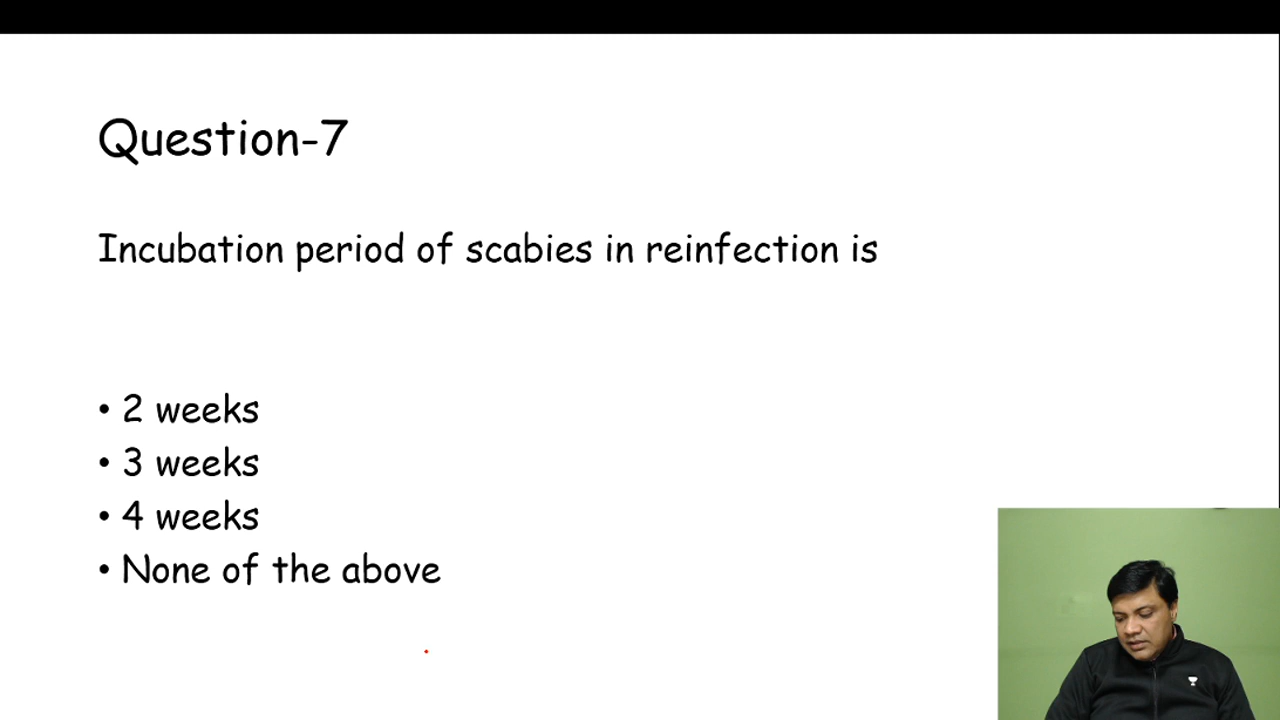 Question-7
Incubation period of scabies in reinfection is
• 2 weeks
• 3 weeks
• 4 weeks
• None of the above